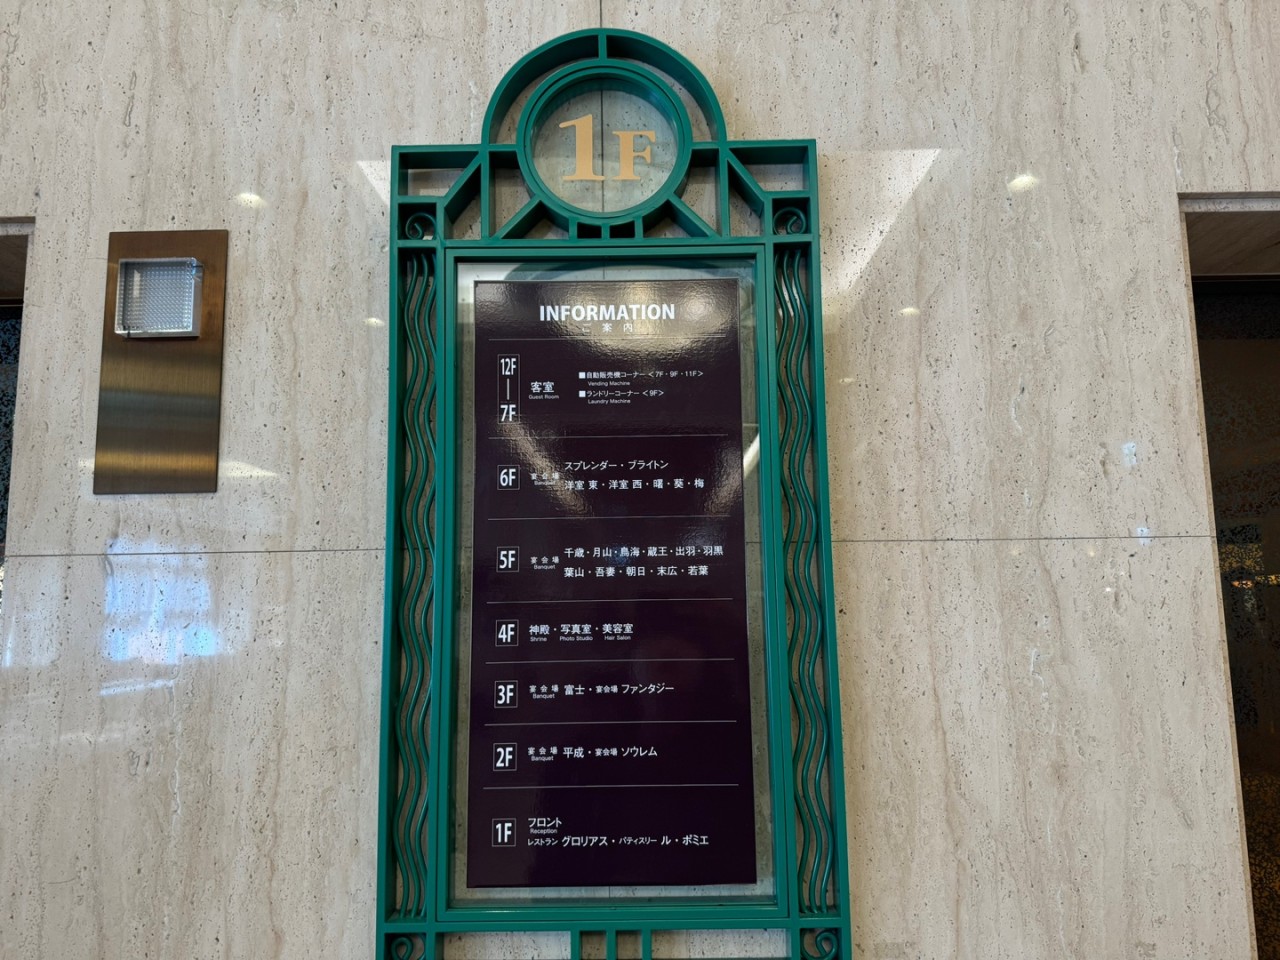 1F
INFORMATION
ご案内
12F
|
7F
客室
Guest Room
■自動販売機コーナー＜7F・9F・11F＞
Vending Machine
■ランドリーコーナー＜9F＞
Laundry Machine
6F
宴会場
Banquet
スプレンダー・ブライトン
洋室 東・洋室 西・曙・葵・梅
5F
宴会場
Banquet
千歳・月山・鳥海・蔵王・出羽・羽黒
葉山・吾妻・朝日・末広・若葉
4F
神殿・写真室・美容室
Shrine Photo Studio Hair Salon
3F
宴会場 富士・宴会場 ファンタジー
Banquet
2F
宴会場 平成・宴会場 ソウレム
Banquet
1F
フロント
Reception
レストラン グロリアス・パティスリー ル・ポミエ